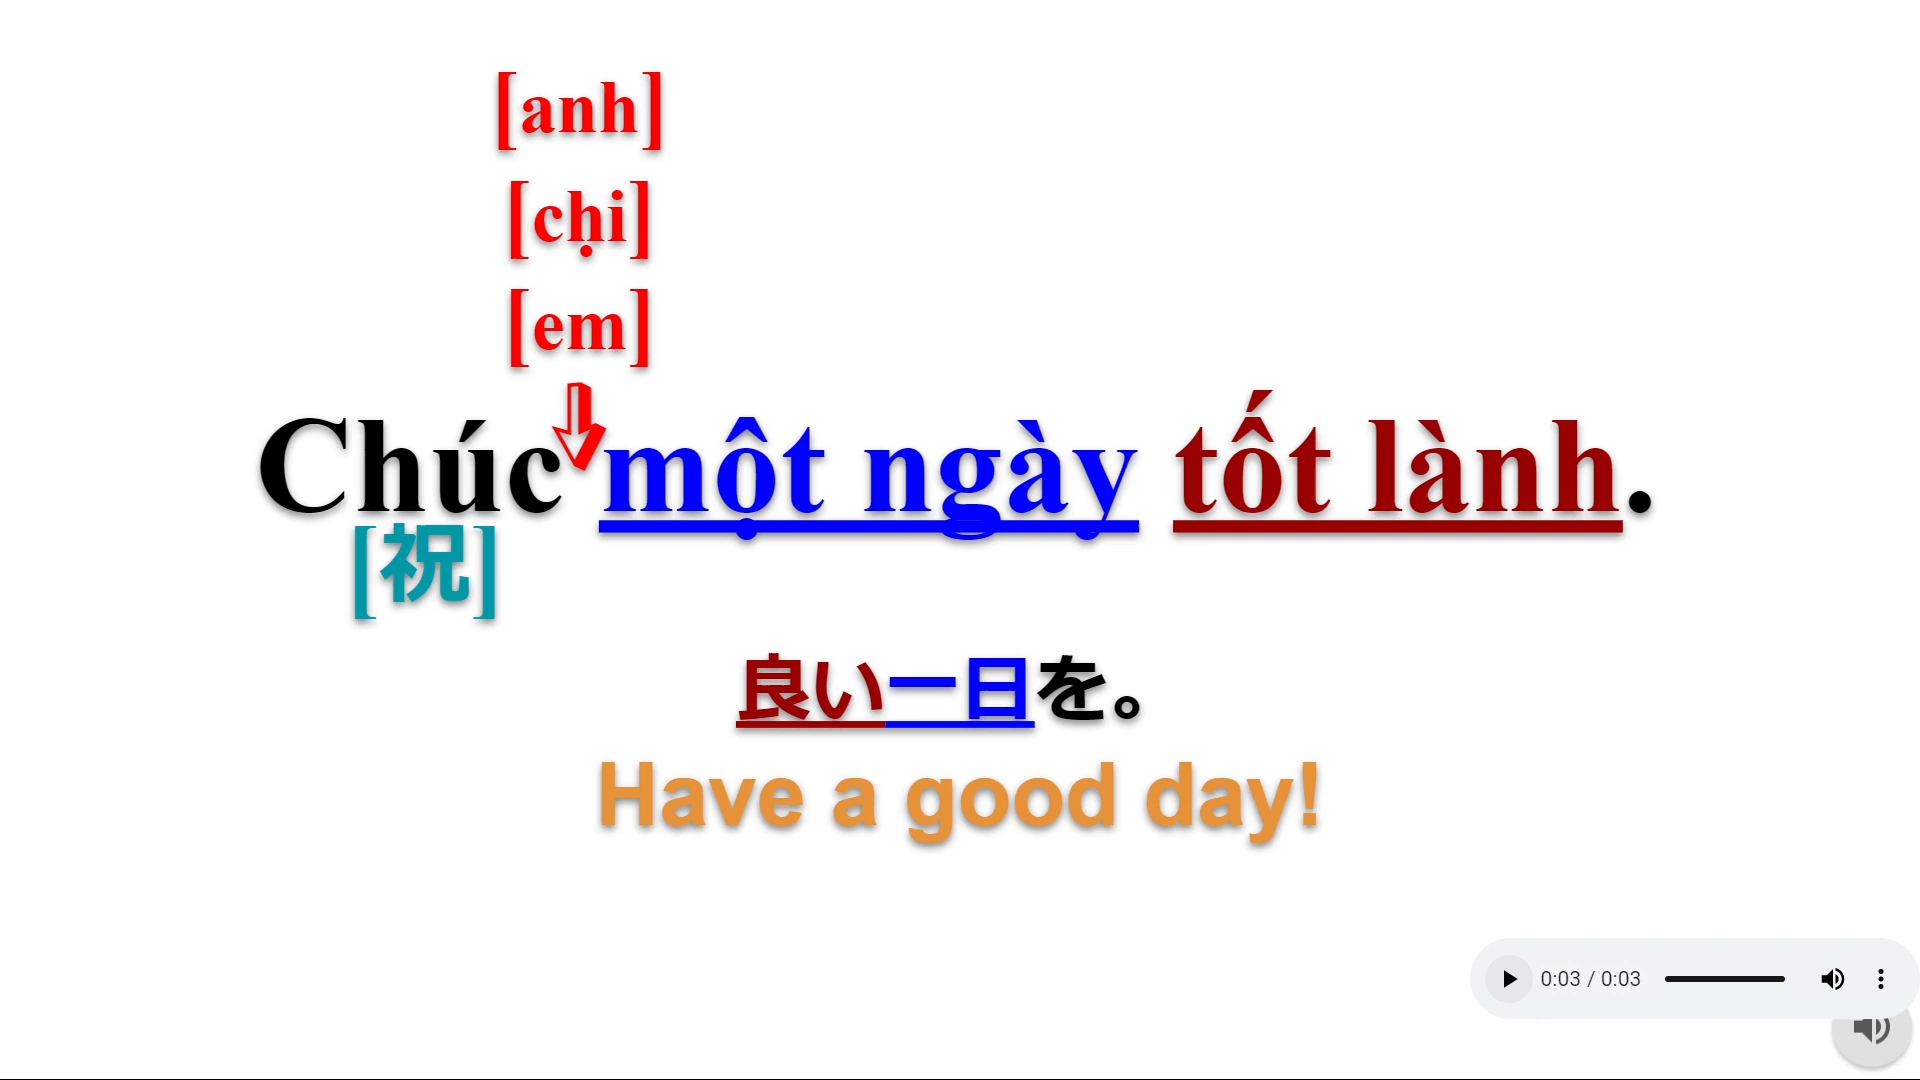 [anh]
[chị]
[em]
Chúc một ngày tốt lành.
[祝]
良い一日を。
Have a good day!
0:03 / 0:03